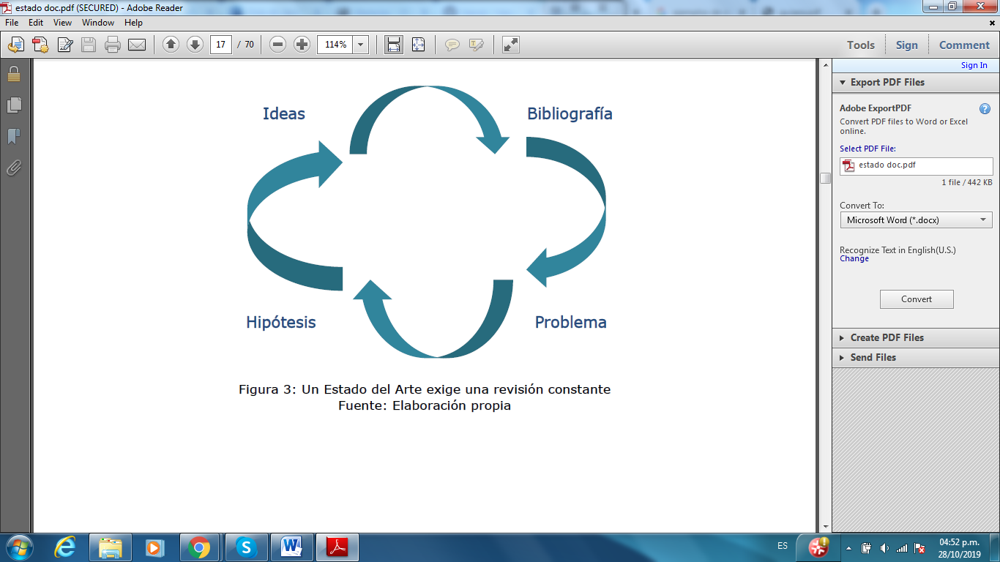 estado doc.pdf (SECURED) - Adobe Reader
File Edit View Window Help
17 / 70 114% Tools Sign Comment
Sign In
Export PDF Files
Adobe ExportPDF
Convert PDF files to Word or Excel
online.
Select PDF File:
estado doc.pdf
1 file / 442 KB
Convert To:
Microsoft Word (*.docx)
Recognize Text in English(U.S.)
Change
Convert
Create PDF Files
Send Files
Ideas Bibliografía
Hipótesis Problema
Figura 3: Un Estado del Arte exige una revisión constante
Fuente: Elaboración propia
ES
04:52 p.m.
28/10/2019